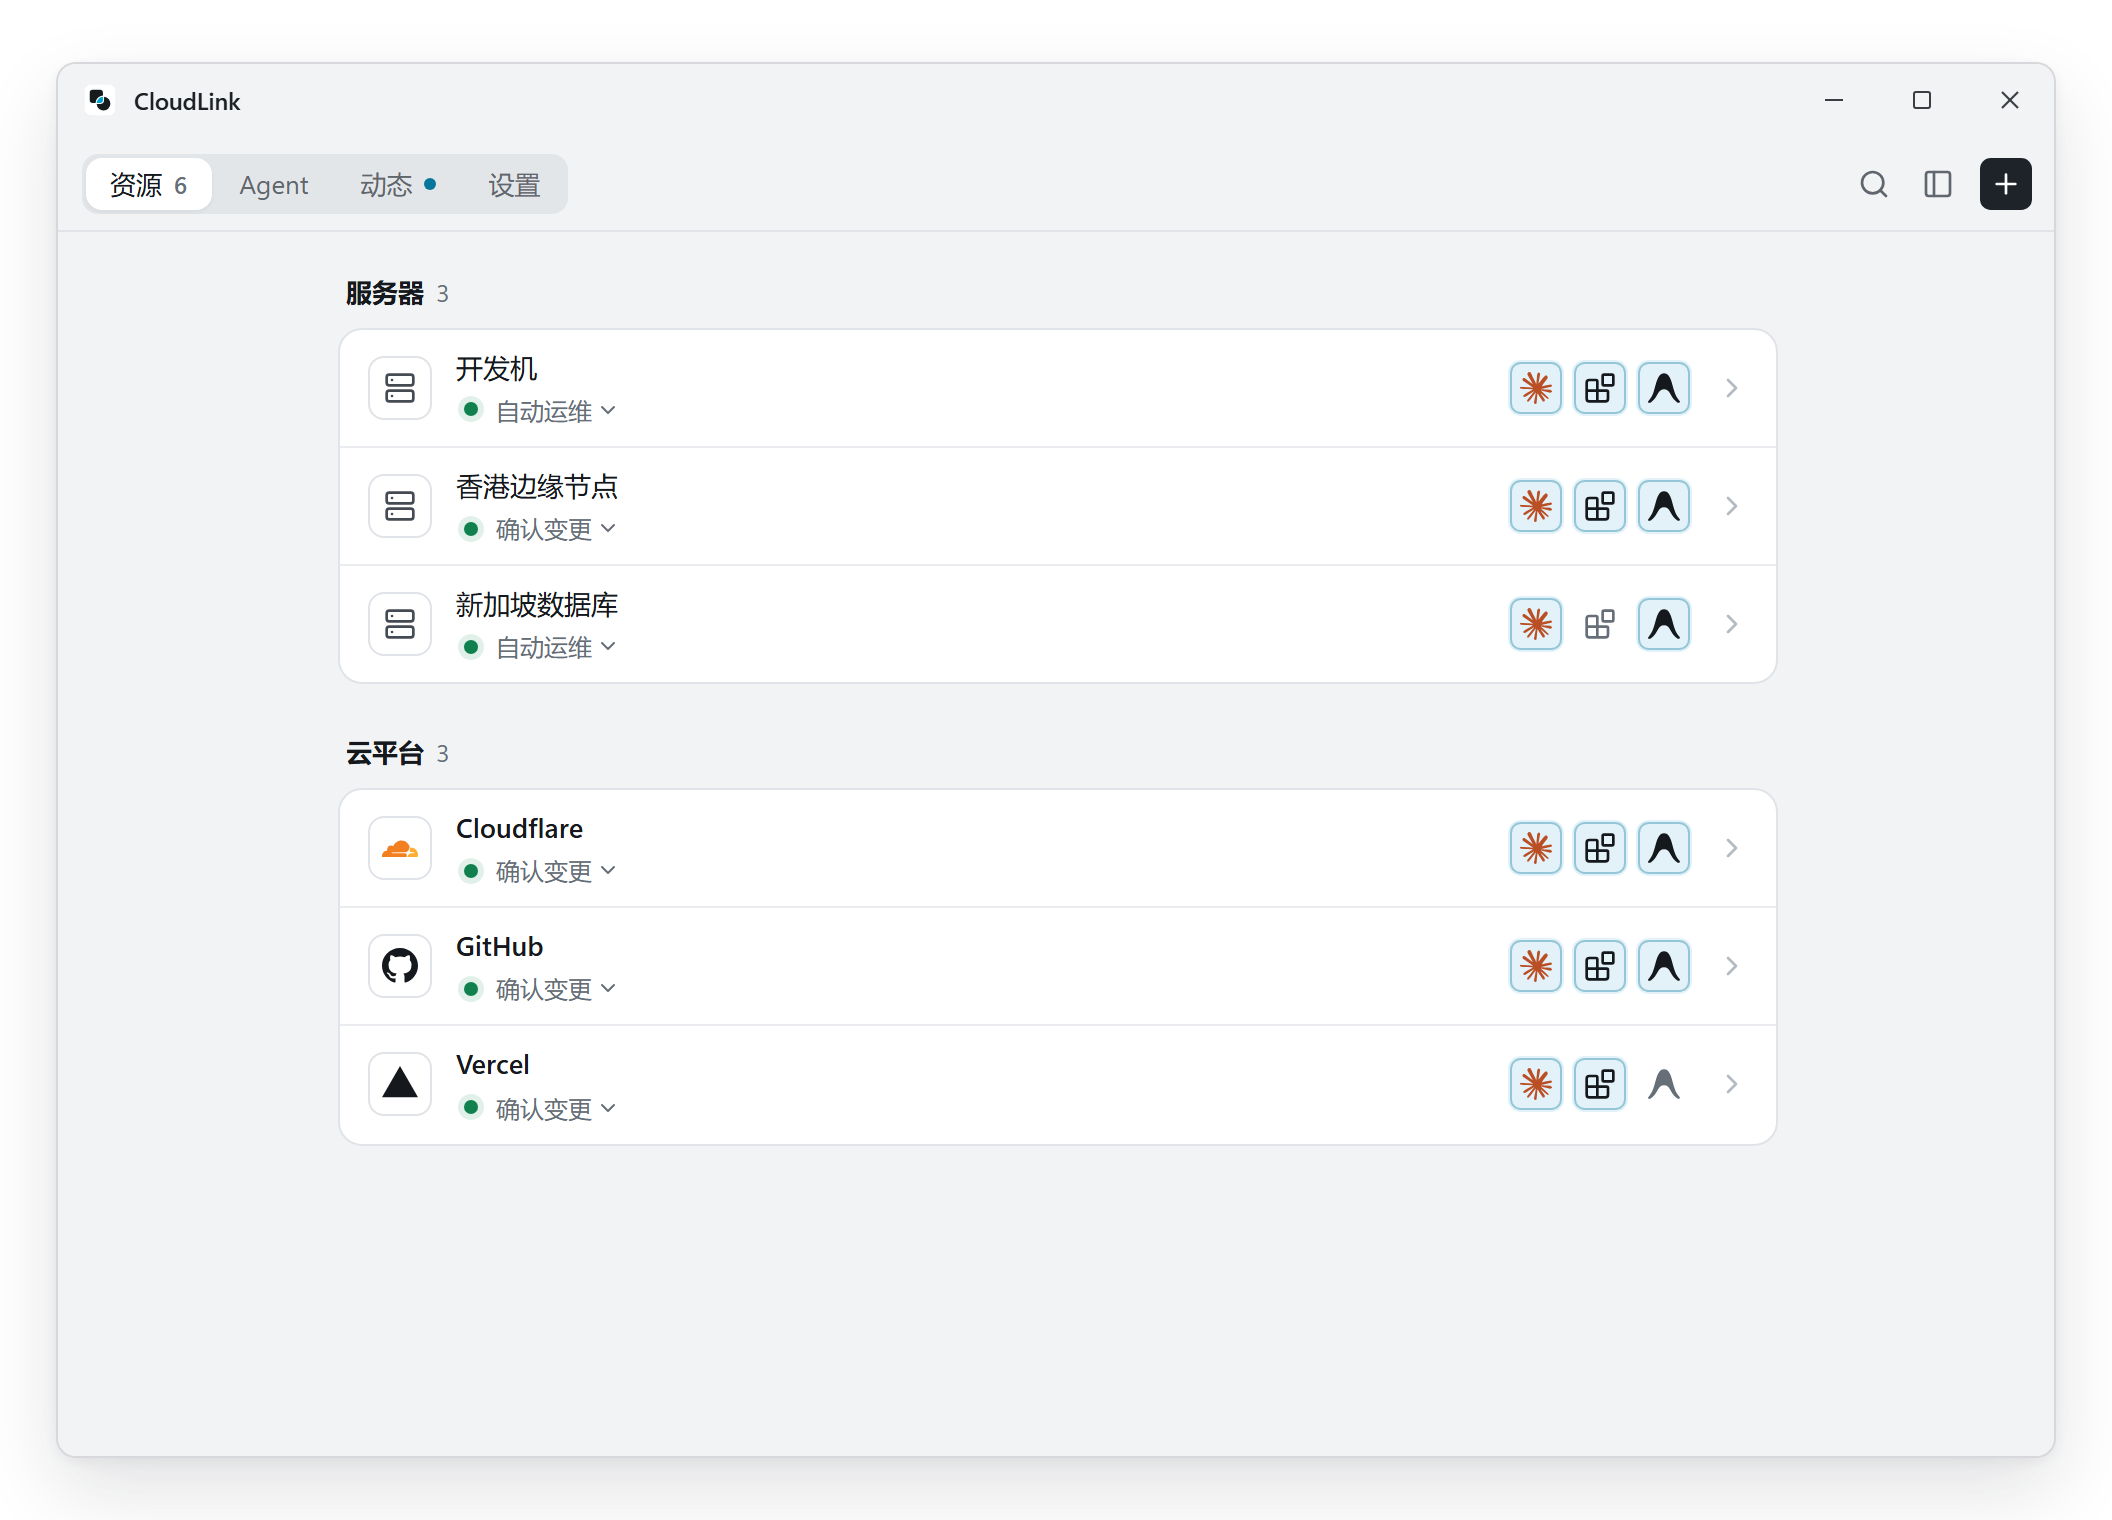 CloudLink
资源 6 Agent 动态 设置
服务器 3
开发机
自动运维
香港边缘节点
确认变更
新加坡数据库
自动运维
云平台 3
Cloudflare
确认变更
GitHub
确认变更
Vercel
确认变更